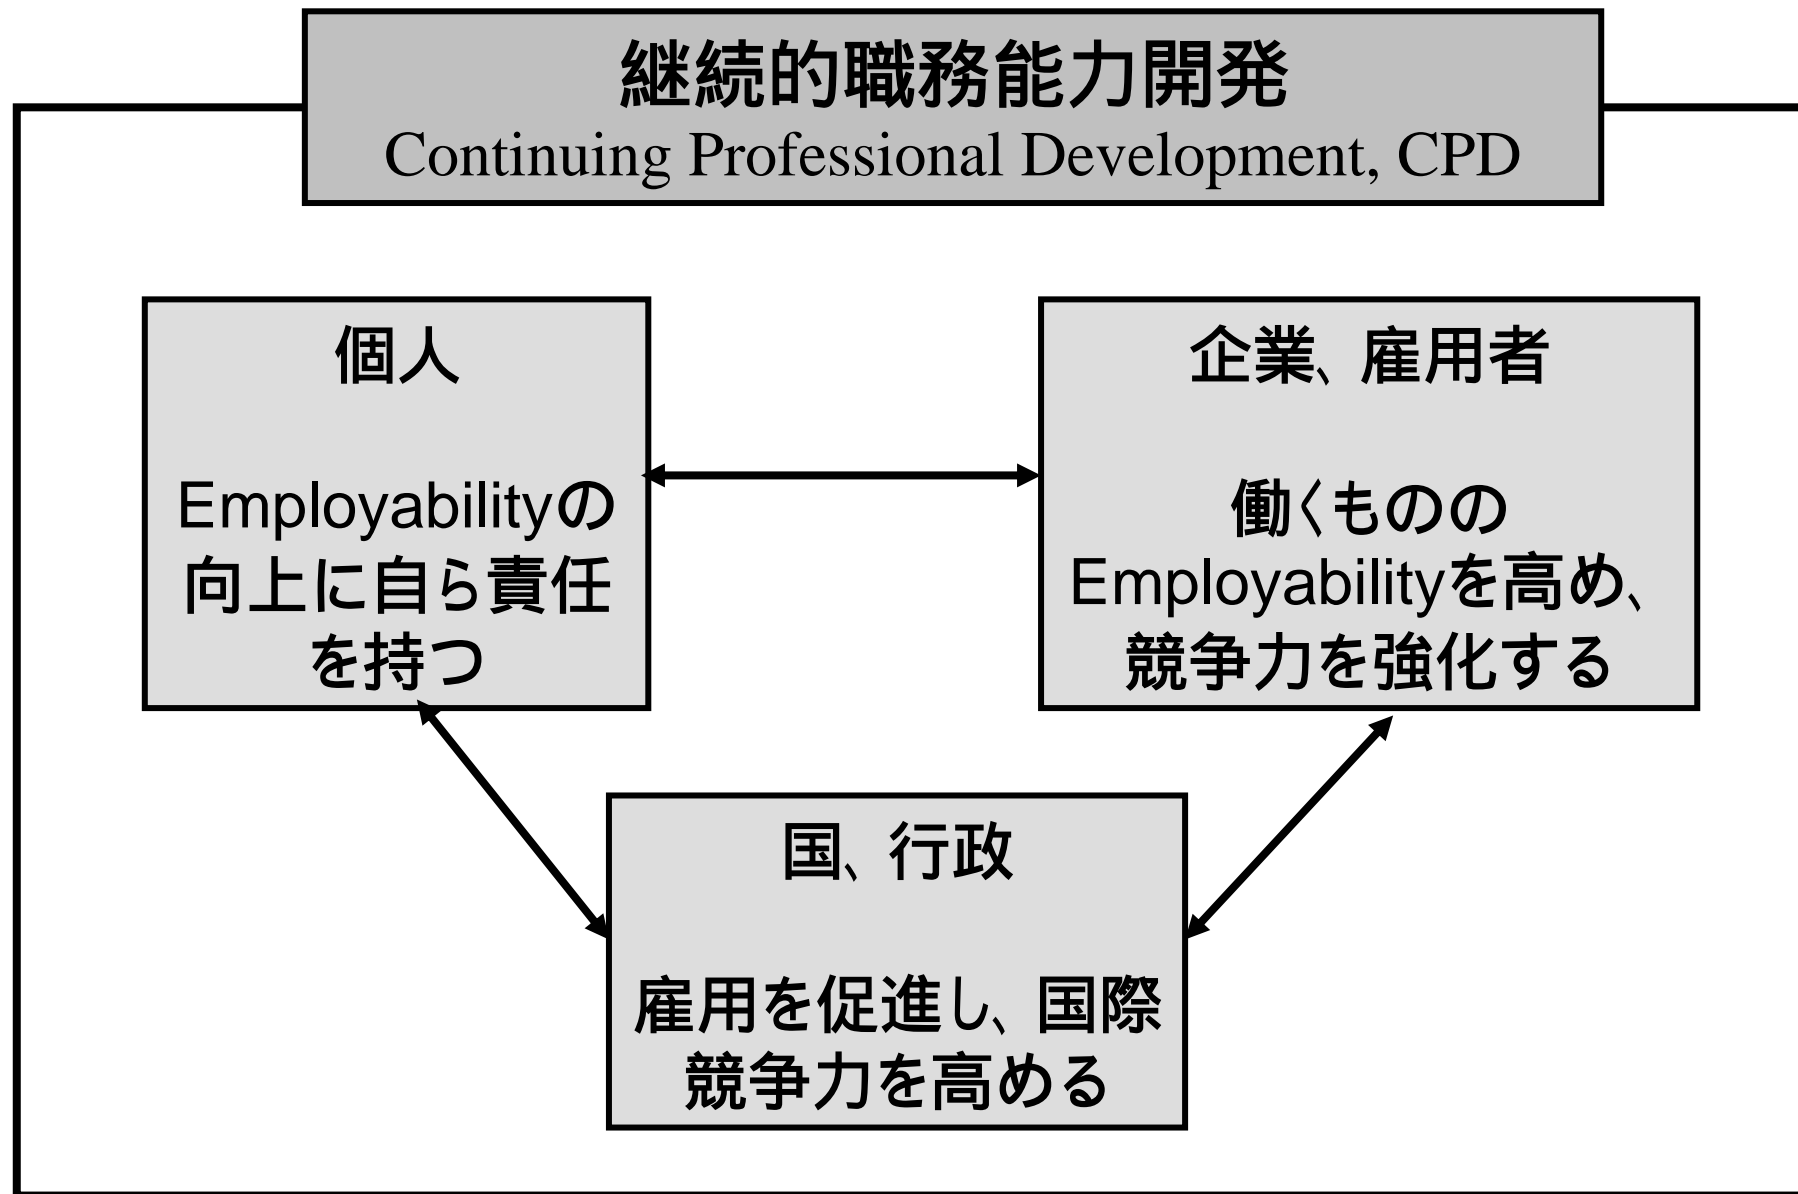 継続的職務能力開発
Continuing Professional Development, CPD
個人
Employabilityの
向上に自ら責任
を持つ
企業、雇用者
働くものの
Employabilityを高め、
競争力を強化する
国、行政
雇用を促進し、国際
競争力を高める